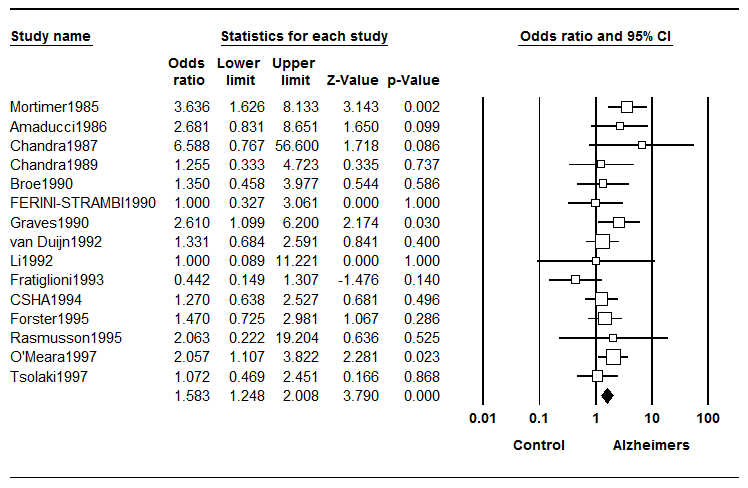 Study name Statistics for each study Odds ratio and 95% CI
Odds Lower Upper
ratio limit limit Z-Value p-Value
Mortimer1985 3.636 1.626 8.133 3.143 0.002
Amaducci1986 2.681 0.831 8.651 1.650 0.099
Chandra1987 6.588 0.767 56.600 1.718 0.086
Chandra1989 1.255 0.333 4.723 0.335 0.737
Broe1990 1.350 0.458 3.977 0.544 0.586
FERINI-STRAMBI1990 1.000 0.327 3.061 0.000 1.000
Graves1990 2.610 1.099 6.200 2.174 0.030
van Duijn1992 1.331 0.684 2.591 0.841 0.400
Li1992 1.000 0.089 11.221 0.000 1.000
Fratiglioni1993 0.442 0.149 1.307 -1.476 0.140
CSHA1994 1.270 0.638 2.527 0.681 0.496
Forster1995 1.470 0.725 2.981 1.067 0.286
Rasmusson1995 2.063 0.222 19.204 0.636 0.525
O'Meara1997 2.057 1.107 3.822 2.281 0.023
Tsolaki1997 1.072 0.469 2.451 0.166 0.868
1.583 1.248 2.008 3.790 0.000
0.01 0.1 1 10 100
Control Alzheimers